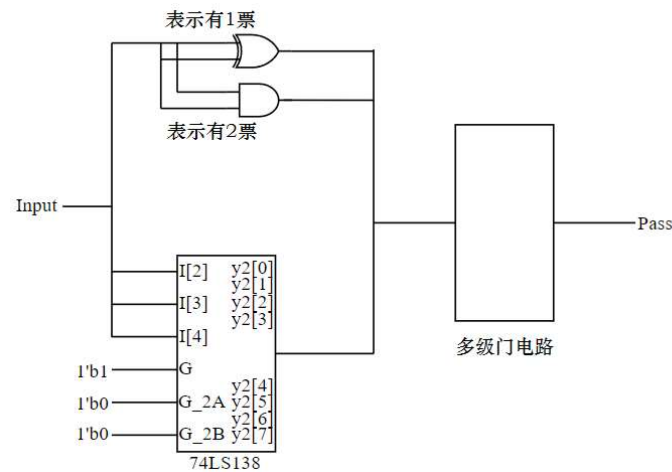 表示有1票
表示有2票
Input
I[2]
I[3]
I[4]
G
G_2A
G_2B
y2[0]
y2[1]
y2[2]
y2[3]
y2[4]
y2[5]
y2[6]
y2[7]
1'b1
1'b0
1'b0
74LS138
多级门电路
Pass